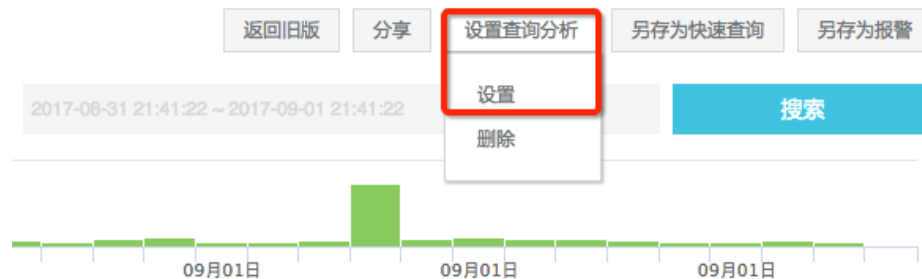 返回旧版 分享 设置查询分析 另存为快速查询 另存为报警
2017-08-31 21:41:22 ~ 2017-09-01 21:41:22 设置 搜索
删除
09月01日 09月01日 09月01日